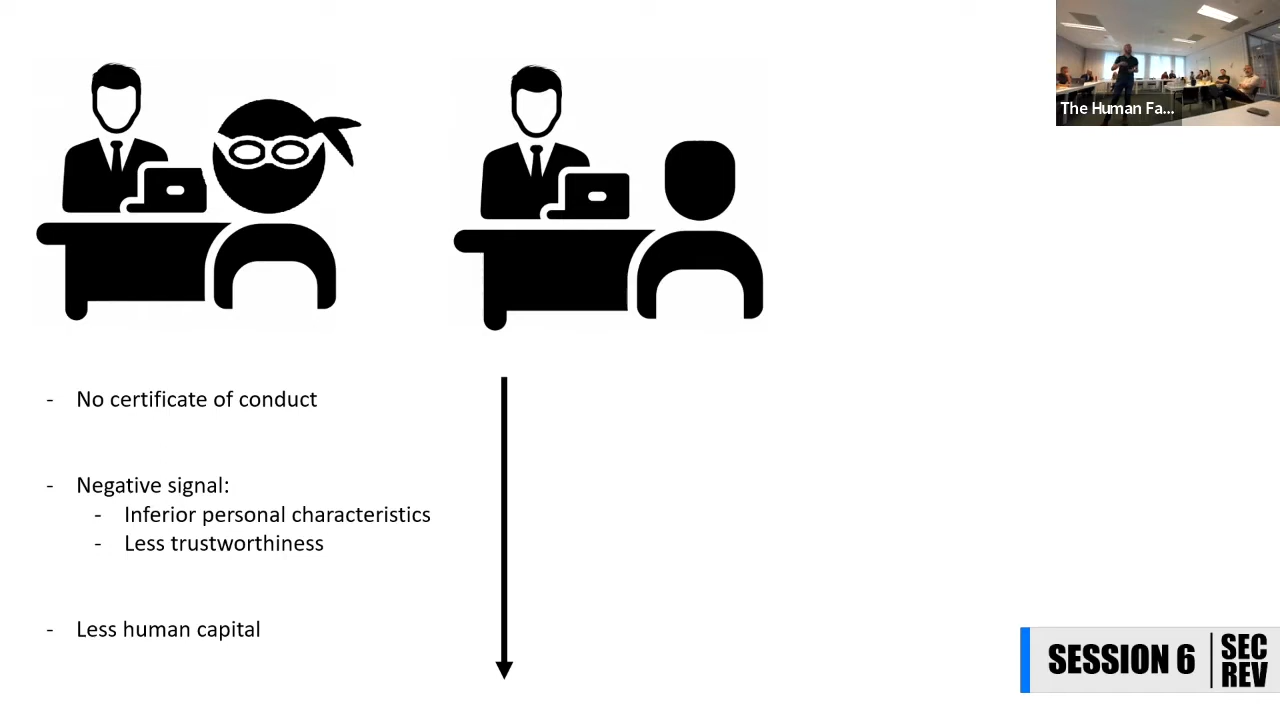 The Human Fa...
- No certificate of conduct
- Negative signal:
- Inferior personal characteristics
- Less trustworthiness
- Less human capital
SESSION 6
SEC
REV